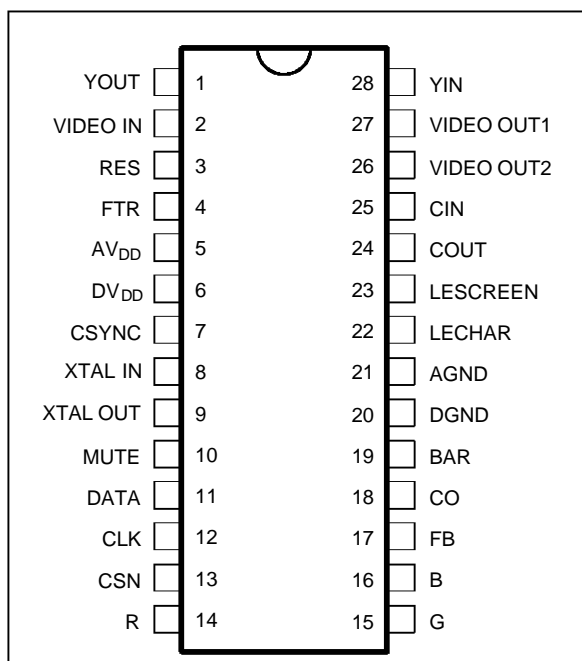 YOUT 1 28 YIN
VIDEO IN 2 27 VIDEO OUT1
RES 3 26 VIDEO OUT2
FTR 4 25 CIN
AVDD 5 24 COUT
DVDD 6 23 LESCREEN
CSYNC 7 22 LECHAR
XTAL IN 8 21 AGND
XTAL OUT 9 20 DGND
MUTE 10 19 BAR
DATA 11 18 CO
CLK 12 17 FB
CSN 13 16 B
R 14 15 G